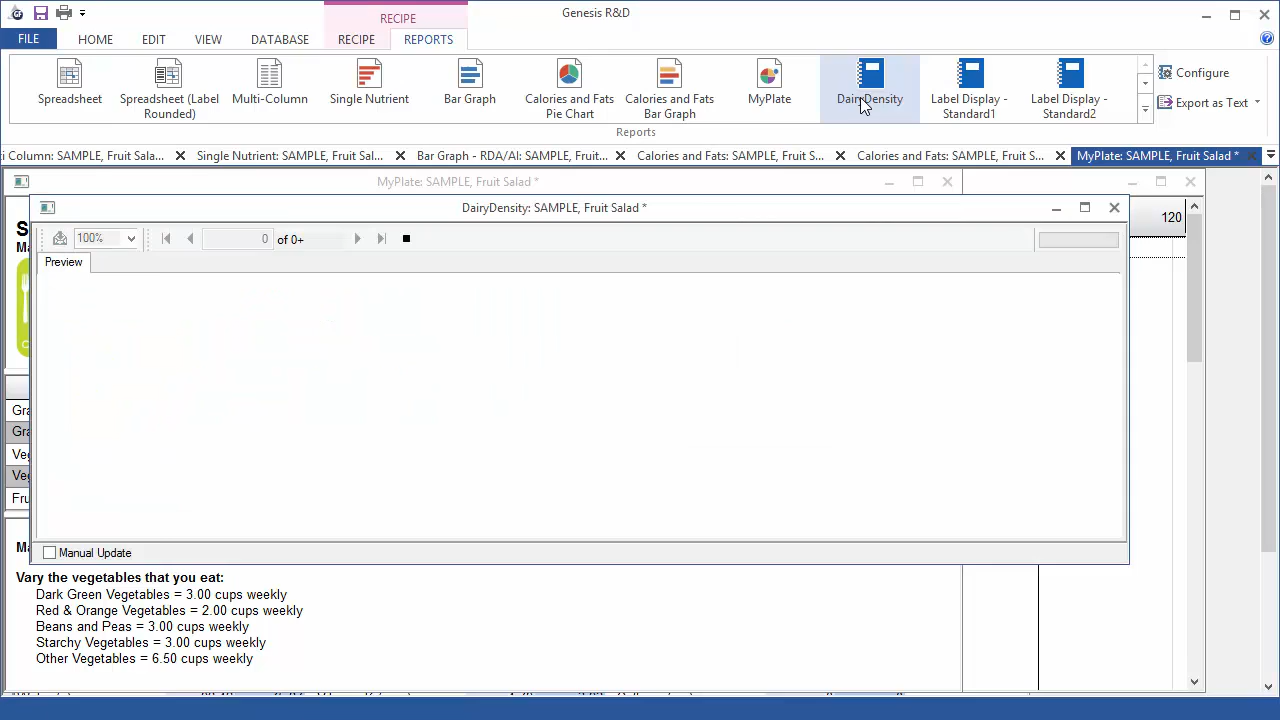 Genesis R&D
RECIPE
FILE HOME EDIT VIEW DATABASE RECIPE REPORTS
Spreadsheet
Spreadsheet (Label Rounded)
Multi-Column
Single Nutrient
Bar Graph
Calories and Fats Pie Chart
Calories and Fats Bar Graph
MyPlate
DairyDensity
Label Display - Standard1
Label Display - Standard2
Configure
Export as Text
Reports
i Column: SAMPLE, Fruit Sala...
Single Nutrient: SAMPLE, Fruit Sal...
Bar Graph - RDA/AI: SAMPLE, Fruit...
Calories and Fats: SAMPLE, Fruit S...
Calories and Fats: SAMPLE, Fruit S...
MyPlate: SAMPLE, Fruit Salad *
MyPlate: SAMPLE, Fruit Salad *
DairyDensity: SAMPLE, Fruit Salad *
120
100%
0 of 0+
Preview
Gra
Gra
Veg
Veg
Fru
Manual Update
Ma
Vary the vegetables that you eat:
Dark Green Vegetables = 3.00 cups weekly
Red & Orange Vegetables = 2.00 cups weekly
Beans and Peas = 3.00 cups weekly
Starchy Vegetables = 3.00 cups weekly
Other Vegetables = 6.50 cups weekly